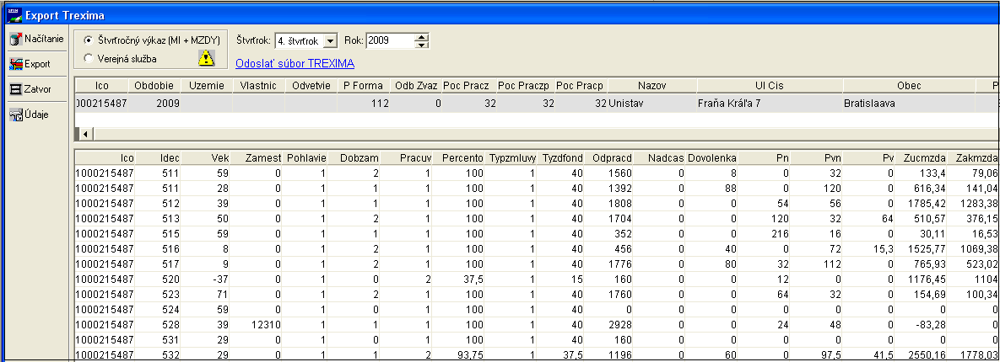 Export Trexima
Načítanie
Export
Zatvor
Údaje
Štvrťročný výkaz (MI + MZDY)
Verejná služba
Štvrťrok: 4. štvrťrok Rok: 2009
Odoslať súbor TREXIMA
Ico Obdobie Uzemie Vlastnic Odvetvie P Forma Odb Zvaz Poc Pracz Poc Praczp Poc Pracp Nazov Ul Cis Obec P
000215487 2009 112 0 32 32 32 Unistav Fraňa Kráľa 7 Bratislaava
Ico Idec Vek Zamest Pohlavie Dobzam Pracuv Percento Typzmluvy Tyzdfond Odpracd Nadcas Dovolenka Pn Pvn Pv Zucmzda Zakmzda
1000215487 511 59 0 1 2 1 100 1 40 1560 0 8 0 32 0 133,4 79,06
1000215487 511 28 0 1 1 1 100 1 40 1392 0 88 0 120 0 616,34 141,04
1000215487 512 39 0 1 1 1 100 1 40 1808 0 0 54 56 0 1785,42 1283,38
1000215487 513 50 0 1 2 1 100 1 40 1704 0 0 120 32 64 510,57 376,15
1000215487 515 59 0 1 1 1 100 1 40 352 0 0 216 16 0 30,11 16,53
1000215487 516 8 0 1 2 1 100 1 40 456 0 40 0 72 15,3 1525,77 1069,38
1000215487 517 9 0 1 2 1 100 1 40 1776 0 80 32 112 0 765,93 523,02
1000215487 520 -37 0 1 0 2 37,5 1 15 160 0 0 12 0 0 1176,45 1104
1000215487 523 71 0 1 2 1 100 1 40 1760 0 0 64 32 0 154,69 100,34
1000215487 524 59 0 1 1 1 100 1 40 0 0 0 0 0 0 0 0
1000215487 528 39 12310 1 1 1 100 1 40 2928 0 0 24 48 0 -83,28 0
1000215487 531 29 0 1 0 1 100 1 40 160 0 0 0 0 0 0 0
1000215487 532 29 0 1 1 2 93,75 1 37,5 1196 0 60 0 97,5 41,5 2550,16 1778,03